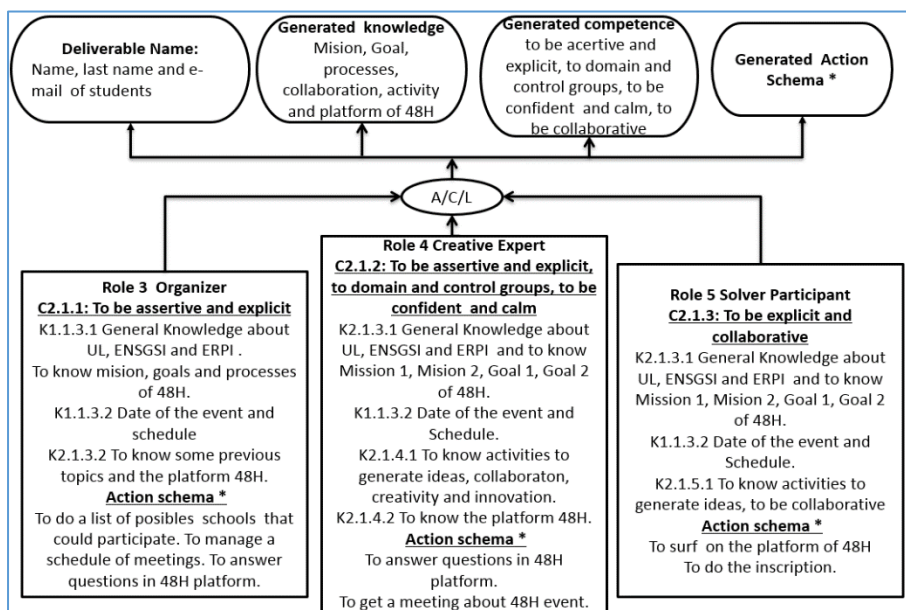 Deliverable Name:
Name, last name and e-
mail of students
Generated knowledge
Mision, Goal,
processes,
collaboration, activity
and platform of 48H
Generated competence
to be acertive and
explicit, to domain and
control groups, to be
confident and calm, to
be collaborative
Generated Action
Schema *
A/C/L
Role 3 Organizer
C2.1.1: To be assertive and explicit
K1.1.3.1 General Knowledge about
UL, ENSGSI and ERPI .
To know mision, goals and processes
of 48H.
K1.1.3.2 Date of the event and
schedule
K2.1.3.2 To know some previous
topics and the platform 48H.
Action schema *
To do a list of posibles schools that
could participate. To manage a
schedule of meetings. To answer
questions in 48H platform.
Role 4 Creative Expert
C2.1.2: To be assertive and explicit,
to domain and control groups, to be
confident and calm
K2.1.3.1 General Knowledge about
UL, ENSGSI and ERPI and to know
Mission 1, Mision 2, Goal 1, Goal 2
of 48H.
K1.1.3.2 Date of the event and
Schedule.
K2.1.4.1 To know activities to
generate ideas, collaboraton,
creativity and innovation.
K2.1.4.2 To know the platform 48H.
Action schema *
To answer questions in 48H
platform.
To get a meeting about 48H event.
Role 5 Solver Participant
C2.1.3: To be explicit and
collaborative
K2.1.3.1 General Knowledge about
UL, ENSGSI and ERPI and to know
Mission 1, Mision 2, Goal 1, Goal 2
of 48H.
K1.1.3.2 Date of the event and
Schedule.
K2.1.5.1 To know activities to
generate ideas, to be collaborative
Action schema *
To surf on the platform of 48H
To do the inscription.